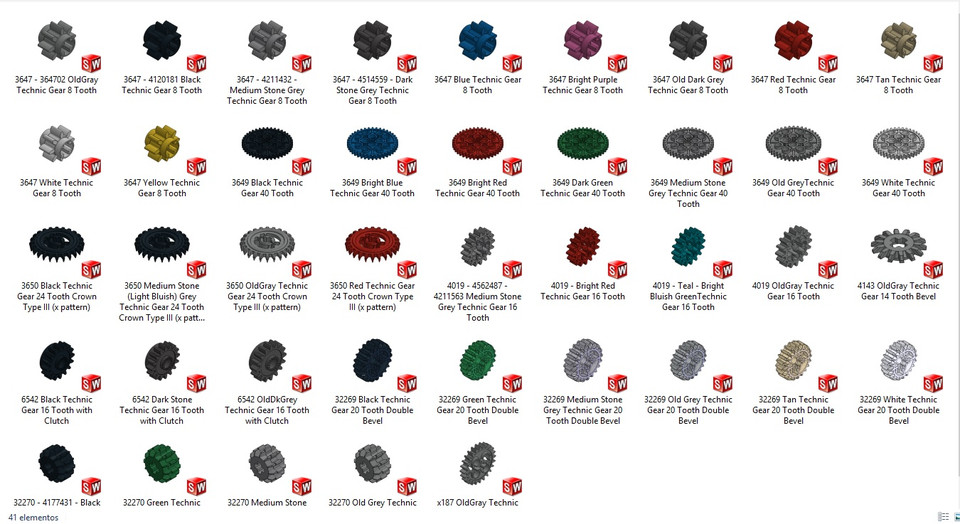 3647 - 364702 OldGray
Technic Gear 8 Tooth
3647 - 4120181 Black
Technic Gear 8 Tooth
3647 - 4211432 -
Medium Stone Grey
Technic Gear 8 Tooth
3647 - 4514559 - Dark
Stone Grey Technic
Gear 8 Tooth
3647 Blue Technic Gear
8 Tooth
3647 Bright Purple
Technic Gear 8 Tooth
3647 Old Dark Grey
Technic Gear 8 Tooth
3647 Red Technic Gear
8 Tooth
3647 Tan Technic Gear
8 Tooth
3647 White Technic
Gear 8 Tooth
3647 Yellow Technic
Gear 8 Tooth
3649 Black Technic
Gear 40 Tooth
3649 Bright Blue
Technic Gear 40 Tooth
3649 Bright Red
Technic Gear 40 Tooth
3649 Dark Green
Technic Gear 40 Tooth
3649 Medium Stone
Grey Technic Gear 40
Tooth
3649 Old GreyTechnic
Gear 40 Tooth
3649 White Technic
Gear 40 Tooth
3650 Black Technic
Gear 24 Tooth Crown
Type III (x pattern)
3650 Medium Stone
(Light Bluish) Grey
Technic Gear 24 Tooth
Crown Type III (x patt...
3650 OldGray Technic
Gear 24 Tooth Crown
Type III (x pattern)
3650 Red Technic Gear
24 Tooth Crown Type
III (x pattern)
4019 - 4562487 -
4211563 Medium Stone
Grey Technic Gear 16
Tooth
4019 - Bright Red
Technic Gear 16 Tooth
4019 - Teal - Bright
Bluish GreenTechnic
Gear 16 Tooth
4019 OldGray Technic
Gear 16 Tooth
4143 OldGray Technic
Gear 14 Tooth Bevel
6542 Black Technic
Gear 16 Tooth with
Clutch
6542 Dark Stone
Technic Gear 16 Tooth
with Clutch
6542 OldDkGrey
Technic Gear 16 Tooth
with Clutch
32269 Black Technic
Gear 20 Tooth Double
Bevel
32269 Green Technic
Gear 20 Tooth Double
Bevel
32269 Medium Stone
Grey Technic Gear 20
Tooth Double Bevel
32269 Old Grey Technic
Gear 20 Tooth Double
Bevel
32269 Tan Technic
Gear 20 Tooth Double
Bevel
32269 White Technic
Gear 20 Tooth Double
Bevel
32270 - 4177431 - Black
32270 Green Technic
32270 Medium Stone
32270 Old Grey Technic
x187 OldGray Technic
41 elementos